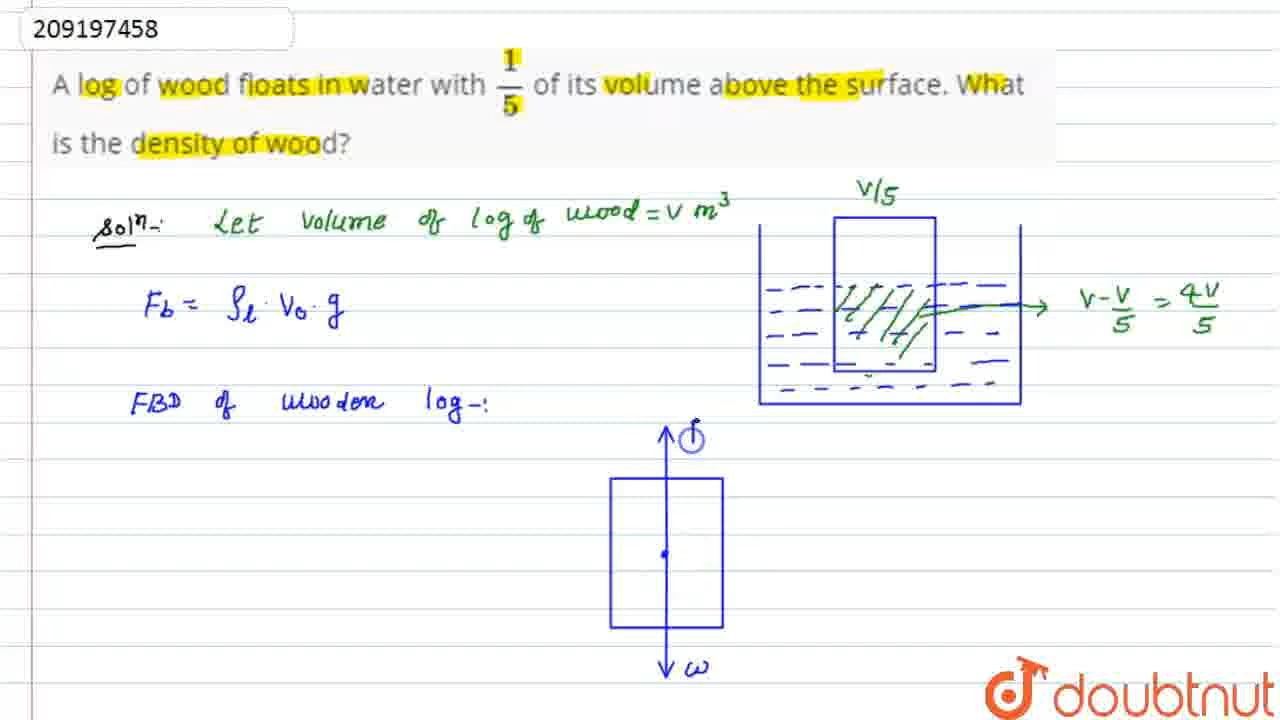 209197458
A log of wood floats in water with 1/5 of its volume above the surface. What
is the density of wood?
V/5
Solⁿ-: Let volume of log of wood = V m³
V - V/5 = 4V/5
Fb = ρl · V0 · g
FBD of wooden log-:
F
w
doubtnut